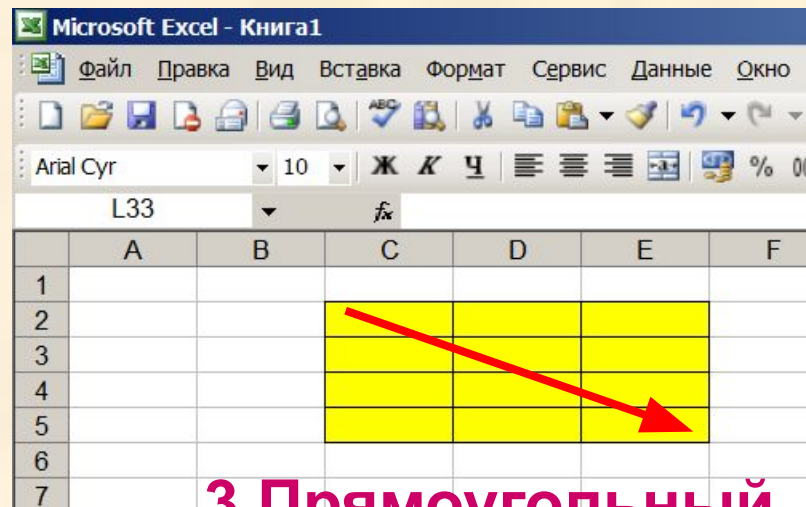 Microsoft Excel - Книга1
Файл Правка Вид Вставка Формат Сервис Данные Окно
ABC
Arial Cyr 10 Ж К Ч a %
L33 fx
A B C D E F
1
2
3
4
5
6
7
3 Прямоугольный